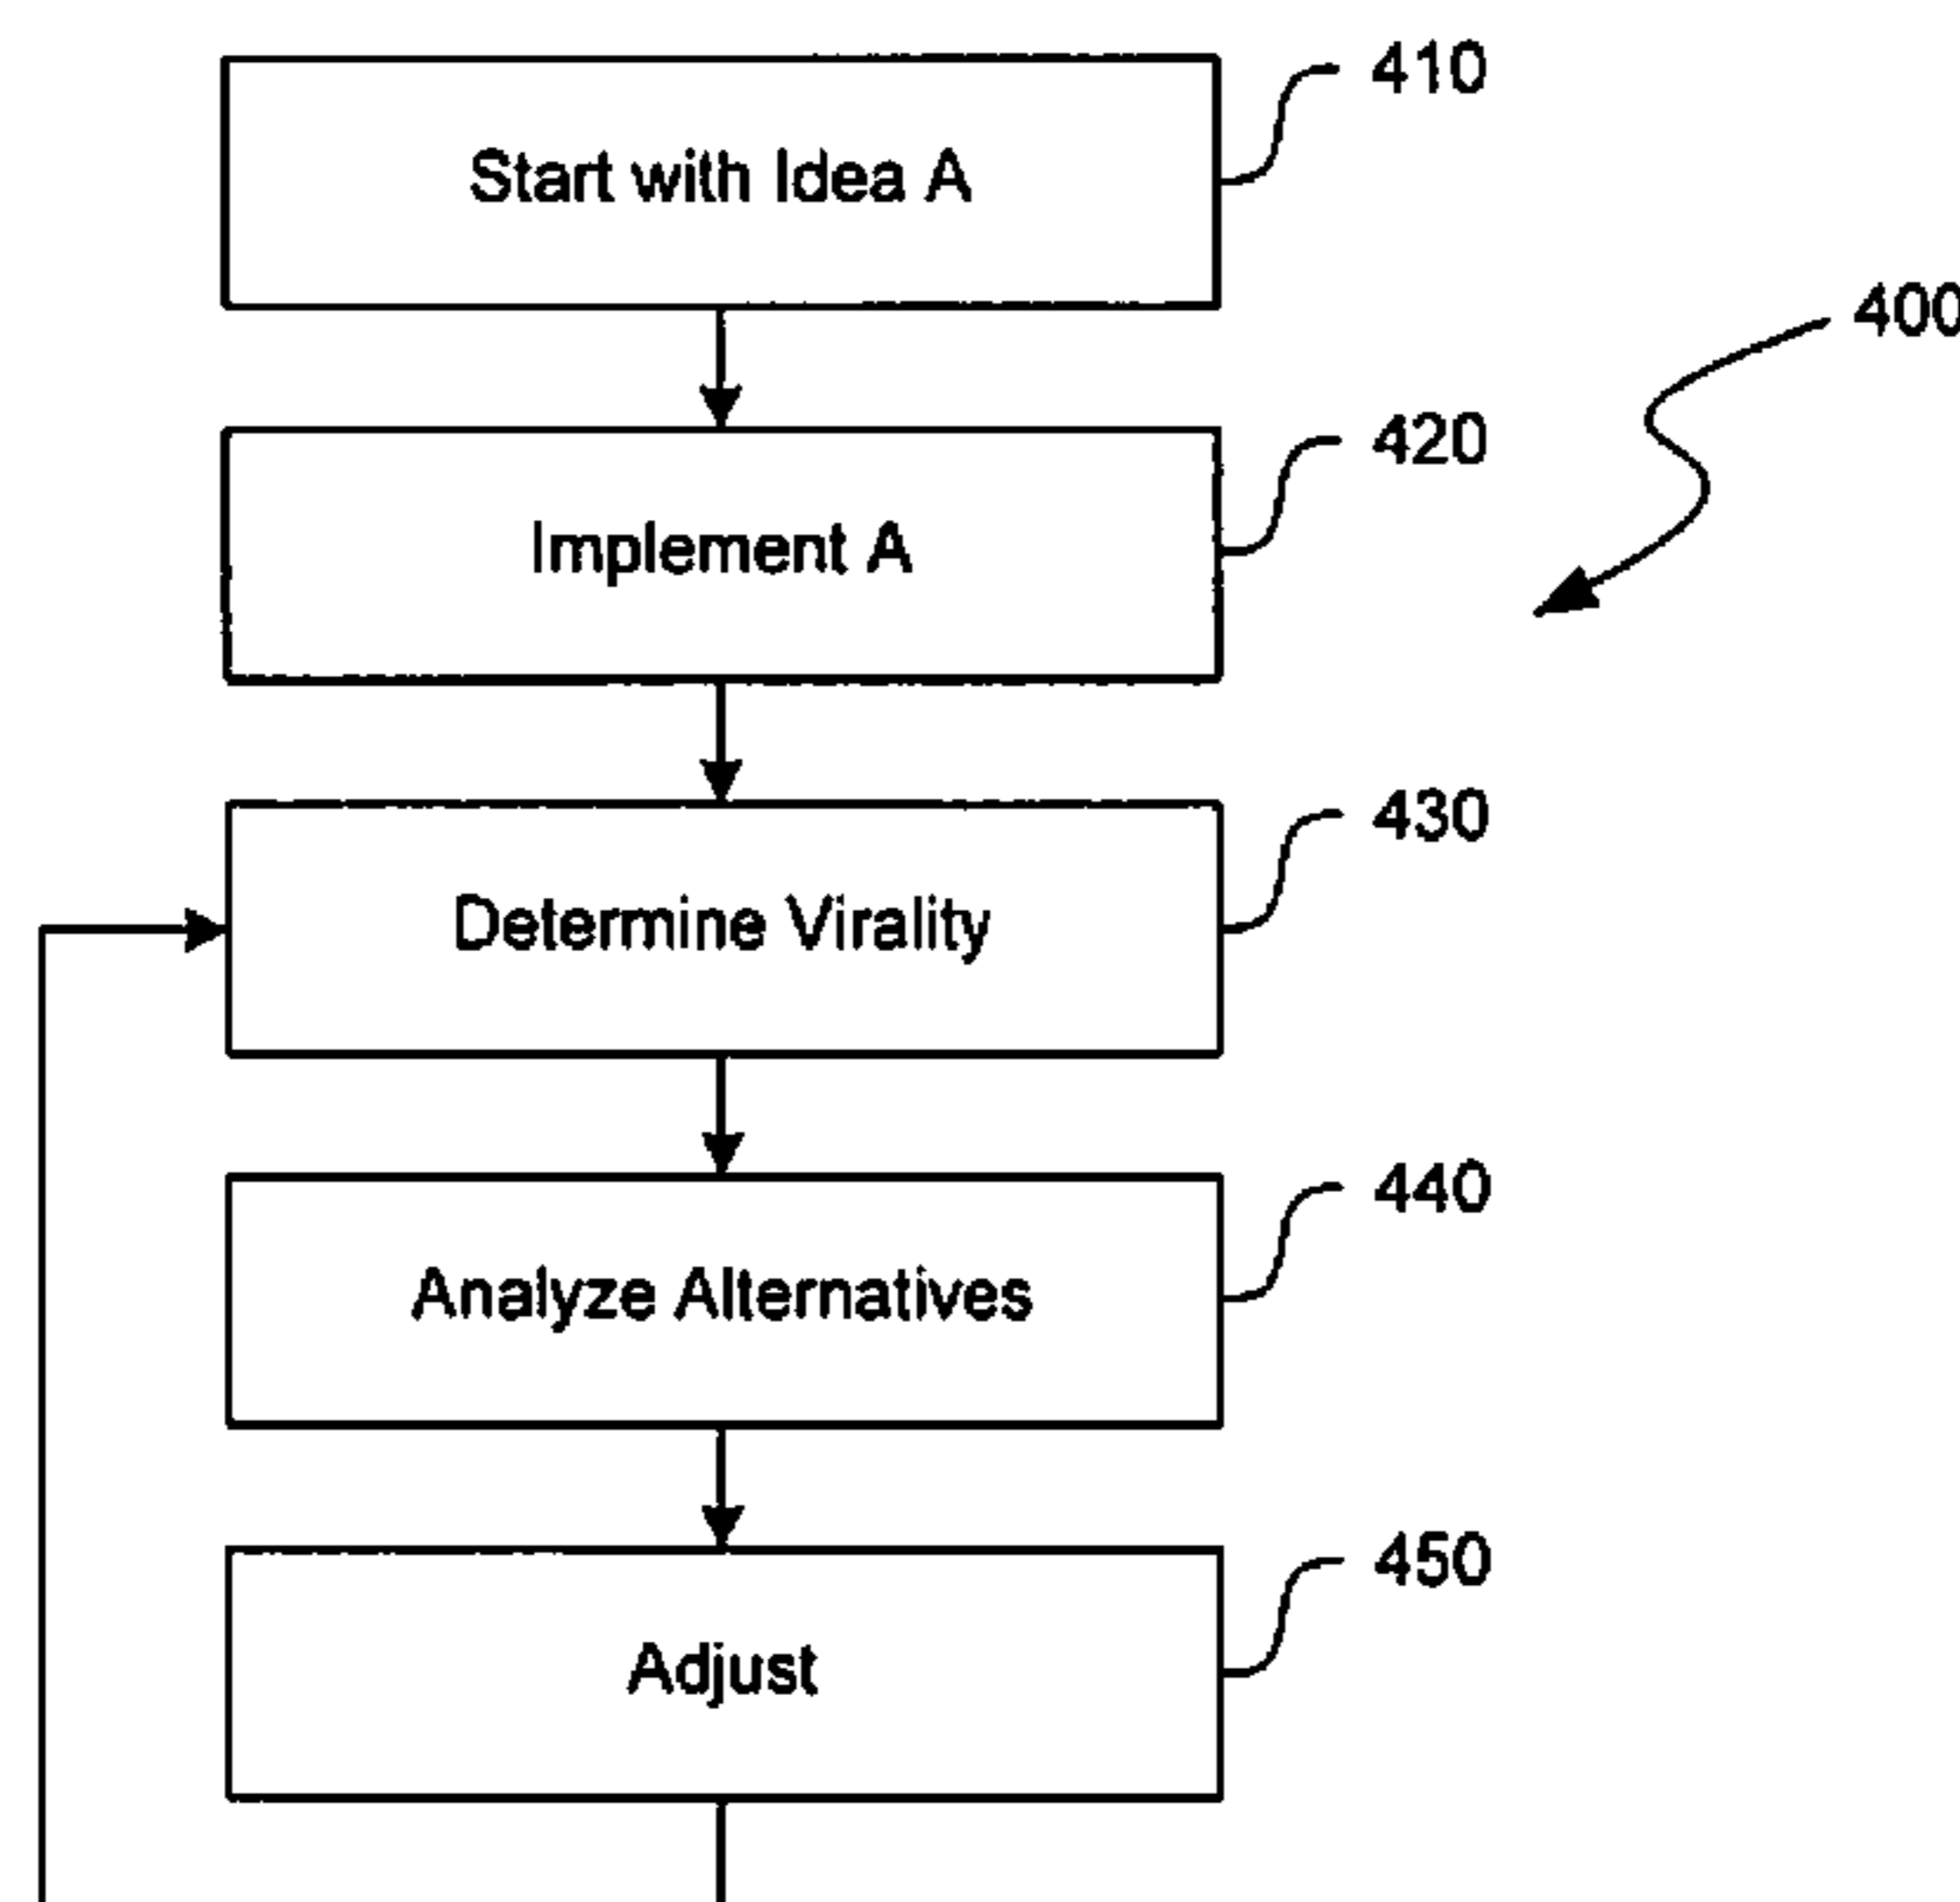 Start with Idea A
410
400
Implement A
420
Determine Virality
430
Analyze Alternatives
440
Adjust
450